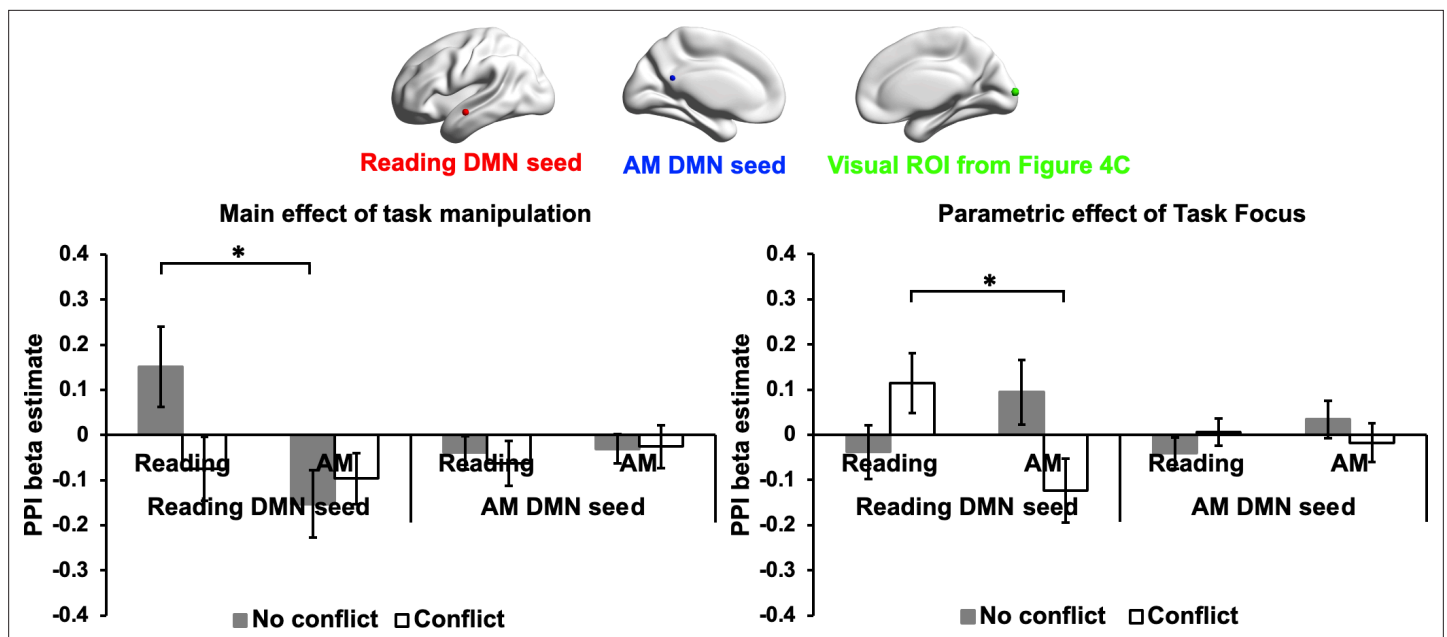 Reading DMN seed
AM DMN seed
Visual ROI from Figure 4C
Main effect of task manipulation
PPI beta estimate
0.4
0.3
0.2
0.1
0
-0.1
-0.2
-0.3
-0.4
*
Reading
AM
Reading
AM
Reading DMN seed
AM DMN seed
No conflict
Conflict
Parametric effect of Task Focus
PPI beta estimate
0.4
0.3
0.2
0.1
0
-0.1
-0.2
-0.3
-0.4
*
Reading
AM
Reading
AM
Reading DMN seed
AM DMN seed
No conflict
Conflict